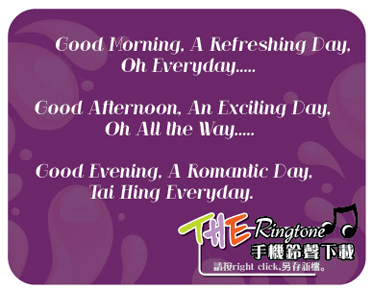 Good Morning, A Refreshing Day,
Oh Everyday.....
Good Afternoon, An Exciting Day,
Oh All the Way.....
Good Evening, A Romantic Day,
Tai Hing Everyday.
THE Ringtone
手機鈴聲下載
請按right click,另存新檔。